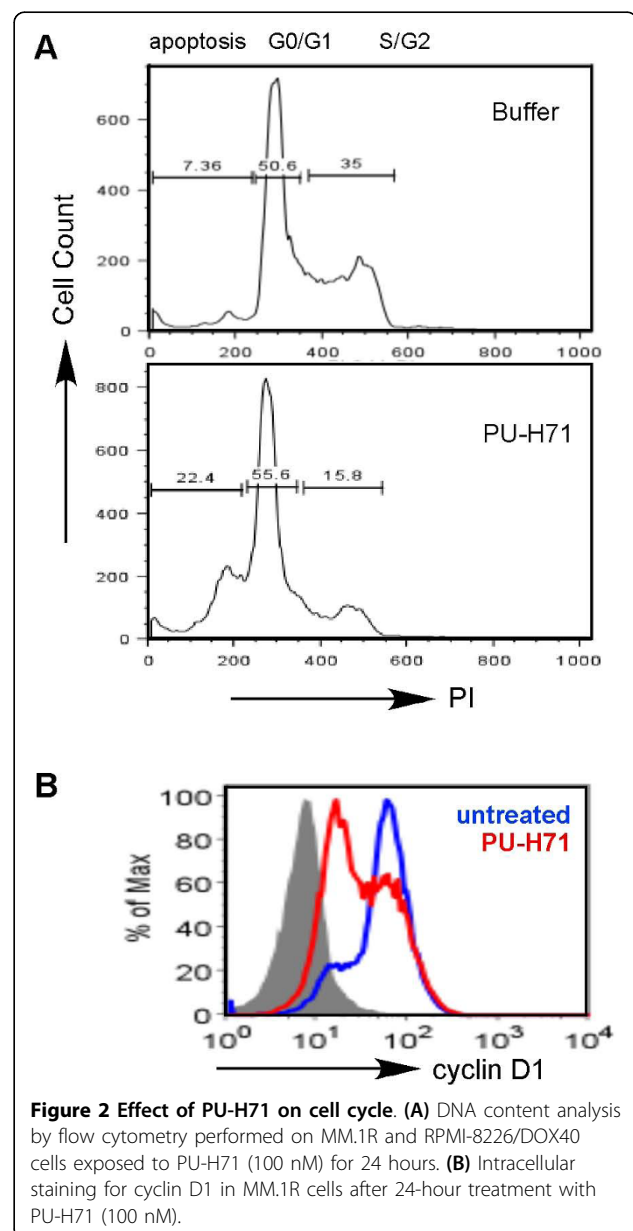 A
apoptosis G0/G1 S/G2
Buffer
600
400
200
0
7.36 50.6 35
0 200 400 600 800 1000
Cell Count
PU-H71
800
600
400
200
0
22.4 55.6 15.8
0 200 400 600 800 1000
PI
B
untreated
PU-H71
100
80
60
40
20
0
% of Max
10^0 10^1 10^2 10^3 10^4
cyclin D1
Figure 2 Effect of PU-H71 on cell cycle. (A) DNA content analysis
by flow cytometry performed on MM.1R and RPMI-8226/DOX40
cells exposed to PU-H71 (100 nM) for 24 hours. (B) Intracellular
staining for cyclin D1 in MM.1R cells after 24-hour treatment with
PU-H71 (100 nM).